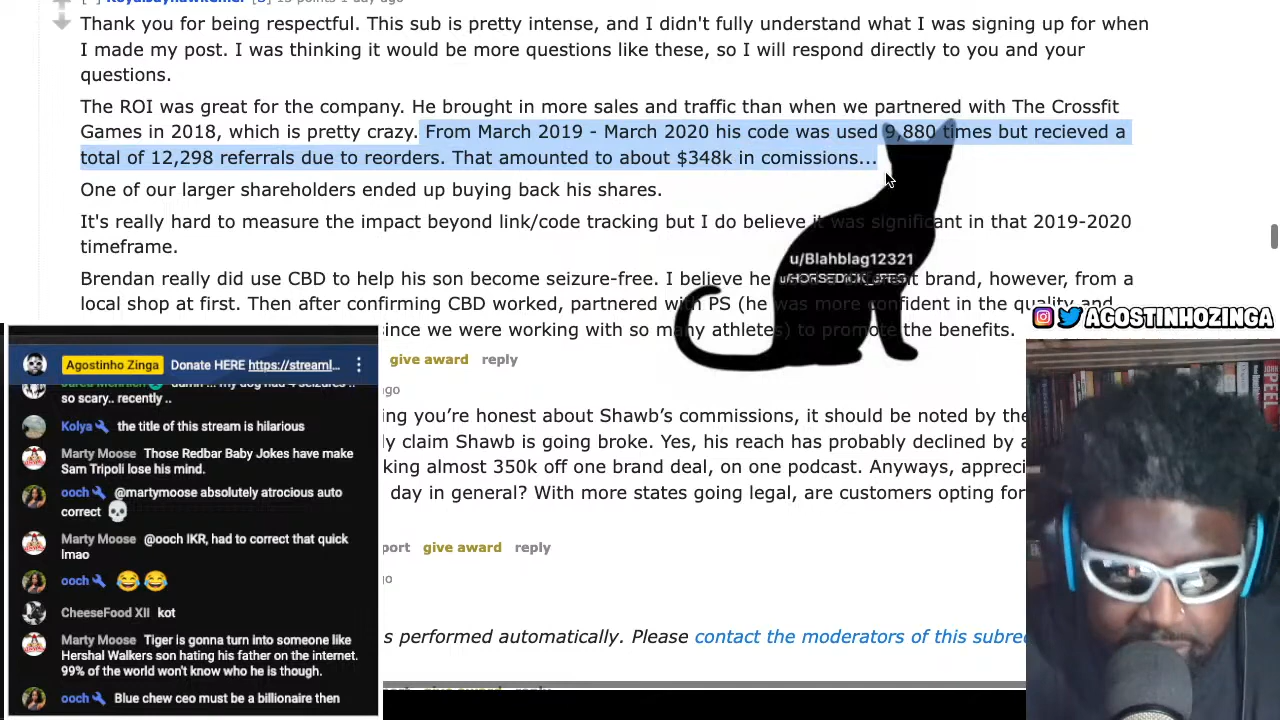 Thank you for being respectful. This sub is pretty intense, and I didn't fully understand what I was signing up for when
I made my post. I was thinking it would be more questions like these, so I will respond directly to you and your
questions.
The ROI was great for the company. He brought in more sales and traffic than when we partnered with The Crossfit
Games in 2018, which is pretty crazy. From March 2019 - March 2020 his code was used 9,880 times but recieved a
total of 12,298 referrals due to reorders. That amounted to about $348k in comissions...
One of our larger shareholders ended up buying back his shares.
It's really hard to measure the impact beyond link/code tracking but I do believe it was significant in that 2019-2020
timeframe.
u/Blahblag12321
Brendan really did use CBD to help his son become seizure-free. I believe he brand, however, from a
local shop at first. Then after confirming CBD worked, partnered with PS (he was more confident in the quality and
since we were working with so many athletes) to promote the benefits.
give award reply
ago
ing you're honest about Shawb's commissions, it should be noted by the
ly claim Shawb is going broke. Yes, his reach has probably declined by a
king almost 350k off one brand deal, on one podcast. Anyways, appreci
day in general? With more states going legal, are customers opting for
port give award reply
go
s performed automatically. Please contact the moderators of this subred
AGOSTINHOZINGA
Agostinho Zinga Donate HERE https://streaml...
so scary.. recently ..
Kolya the title of this stream is hilarious
Marty Moose Those Redbar Baby Jokes have make
Sam Tripoli lose his mind.
ooch @martymoose absolutely atrocious auto
correct 💀
Marty Moose @ooch IKR, had to correct that quick
lmao
ooch 😂😂
CheeseFood XII kot
Marty Moose Tiger is gonna turn into someone like
Hershal Walkers son hating his father on the internet.
99% of the world won't know who he is though.
ooch Blue chew ceo must be a billionaire then